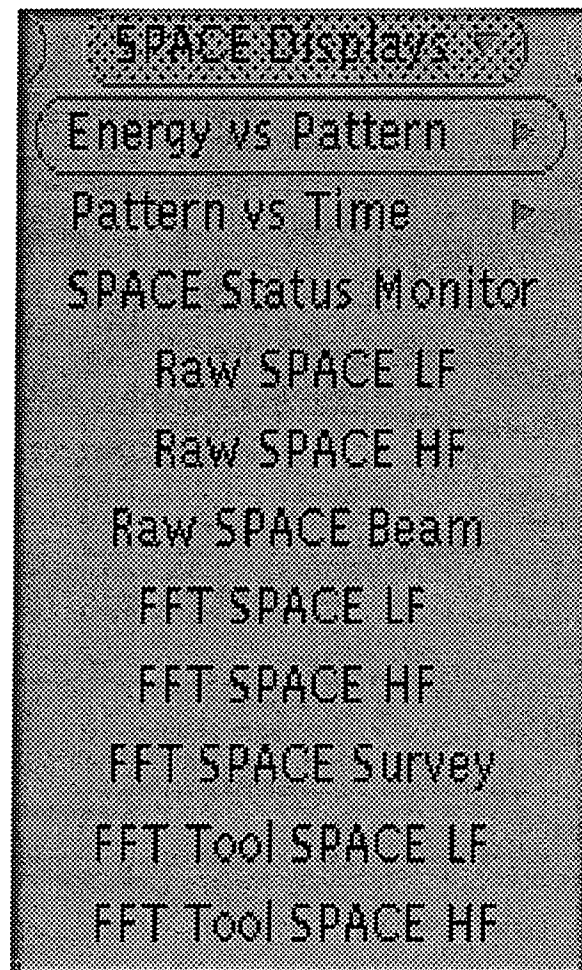 SPACE Displays
Energy vs Pattern
Pattern vs Time
SPACE Status Monitor
Raw SPACE LF
Raw SPACE HF
Raw SPACE Beam
FFT SPACE LF
FFT SPACE HF
FFT SPACE Survey
FFT Tool SPACE LF
FFT Tool SPACE HF